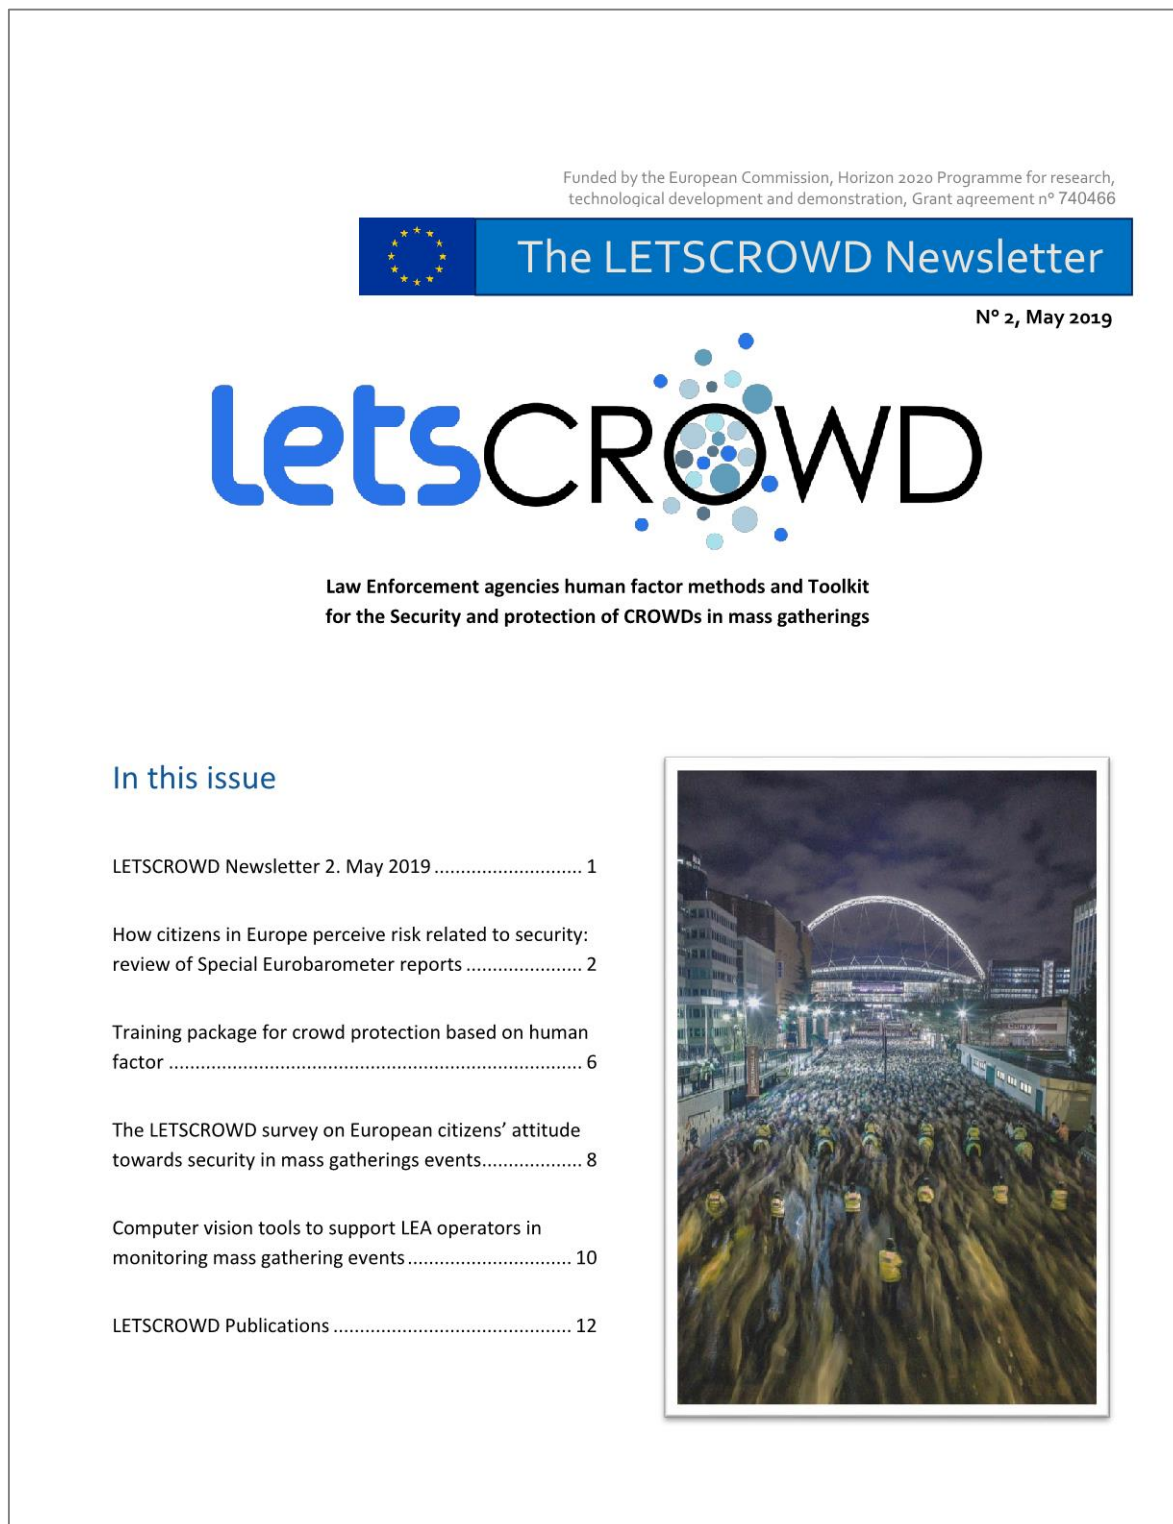 Funded by the European Commission, Horizon 2020 Programme for research,
technological development and demonstration, Grant agreement n° 740466
The LETSCROWD Newsletter
N° 2, May 2019
letsCROWD
Law Enforcement agencies human factor methods and Toolkit
for the Security and protection of CROWDs in mass gatherings
In this issue
LETSCROWD Newsletter 2. May 2019 ............................ 1
How citizens in Europe perceive risk related to security:
review of Special Eurobarometer reports ...................... 2
Training package for crowd protection based on human
factor .............................................................................. 6
The LETSCROWD survey on European citizens’ attitude
towards security in mass gatherings events................... 8
Computer vision tools to support LEA operators in
monitoring mass gathering events ............................... 10
LETSCROWD Publications ............................................. 12